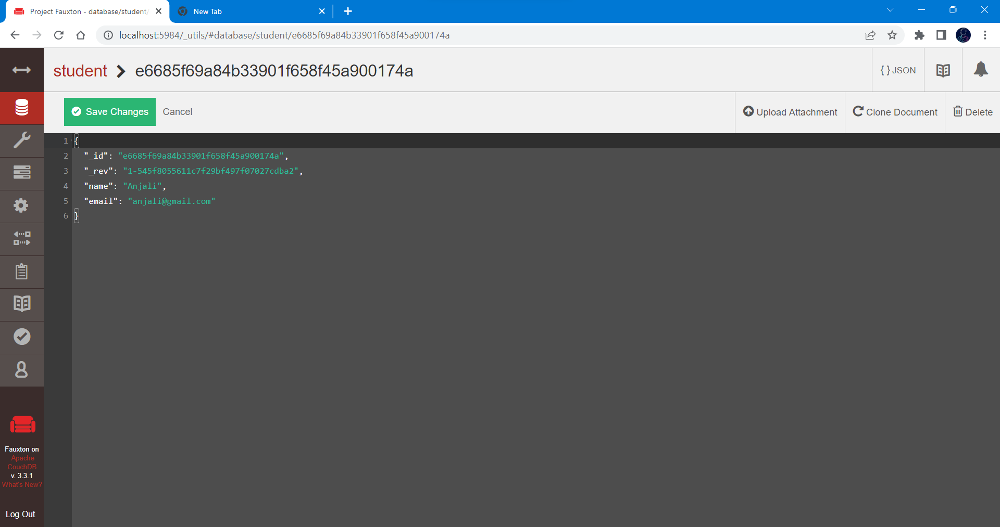 Project Fauxton - database/student/
New Tab
localhost:5984/_utils/#database/student/e6685f69a84b33901f658f45a900174a
student e6685f69a84b33901f658f45a900174a
{ } JSON
Save Changes
Cancel
Upload Attachment
Clone Document
Delete
1 {
2 "_id": "e6685f69a84b33901f658f45a900174a",
3 "_rev": "1-545f8055611c7f29bf497f07027cdba2",
4 "name": "Anjali",
5 "email": "anjali@gmail.com"
6 }
Fauxton on
Apache
CouchDB
v. 3.3.1
What's New?
Log Out